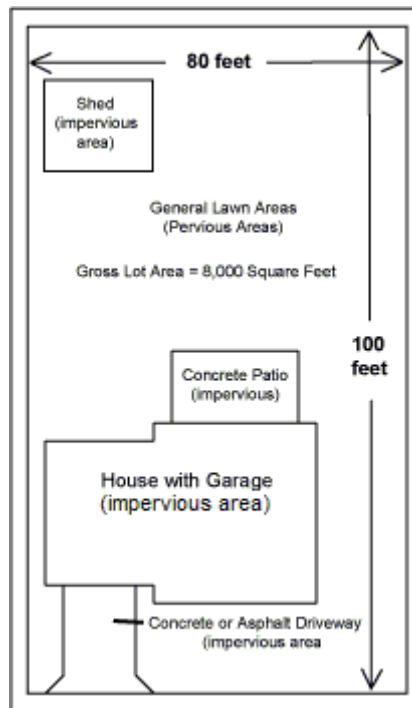 80 feet
Shed
(impervious
area)
General Lawn Areas
(Pervious Areas)
Gross Lot Area = 8,000 Square Feet
100
feet
Concrete Patio
(impervious)
House with Garage
(impervious area)
Concrete or Asphalt Driveway
(impervious area